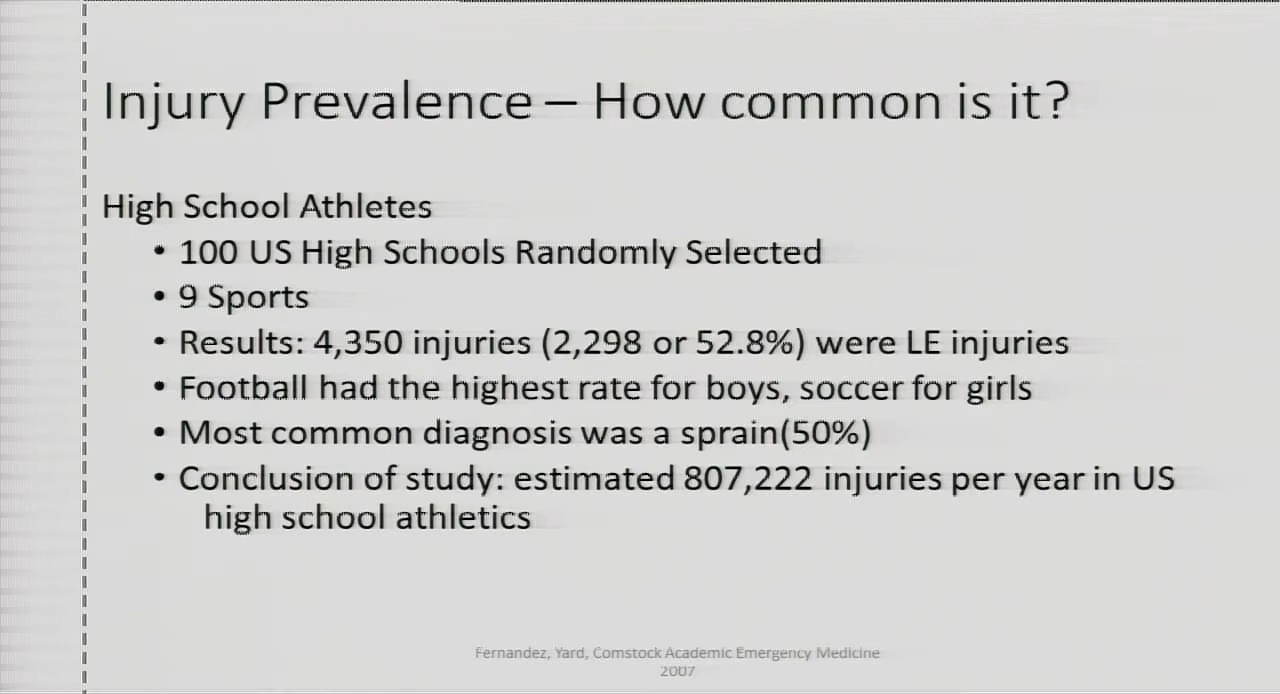 Injury Prevalence – How common is it?
High School Athletes
• 100 US High Schools Randomly Selected
• 9 Sports
• Results: 4,350 injuries (2,298 or 52.8%) were LE injuries
• Football had the highest rate for boys, soccer for girls
• Most common diagnosis was a sprain(50%)
• Conclusion of study: estimated 807,222 injuries per year in US
high school athletics
Fernandez, Yard, Comstock Academic Emergency Medicine
2007